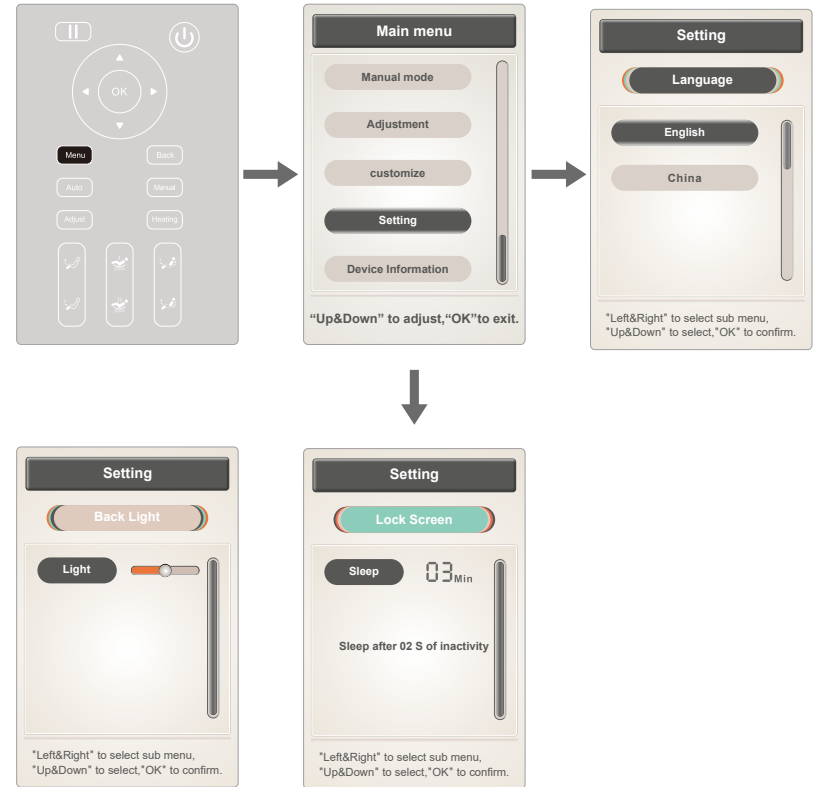 OK
Menu
Back
Auto
Manual
Adjust
Heating
Main menu
Manual mode
Adjustment
customize
Setting
Device Information
“Up&Down” to adjust,“OK”to exit.
Setting
Language
English
China
"Left&Right" to select sub menu,
"Up&Down" to select,"OK" to confirm.
Setting
Back Light
Light
"Left&Right" to select sub menu,
"Up&Down" to select,"OK" to confirm.
Setting
Lock Screen
Sleep 03Min
Sleep after 02 S of inactivity
"Left&Right" to select sub menu,
"Up&Down" to select,"OK" to confirm.